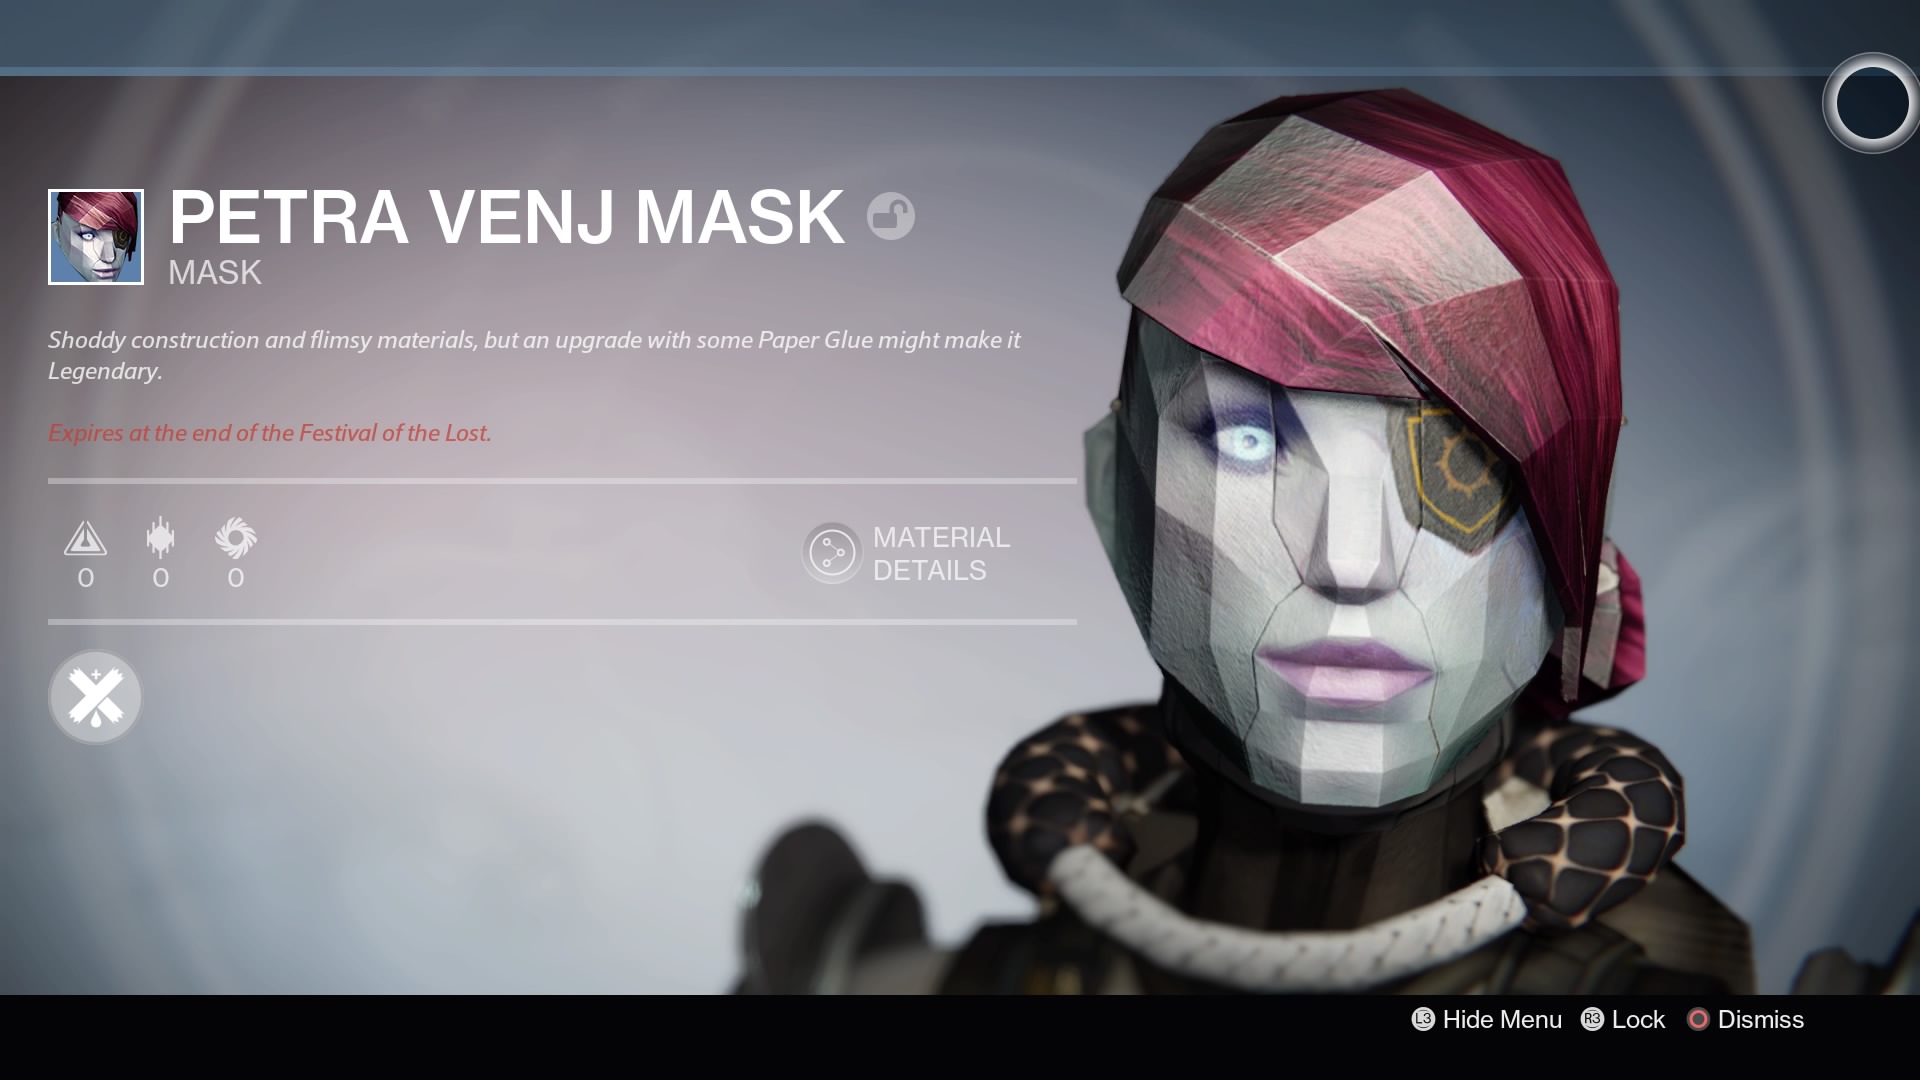 PETRA VENJ MASK
MASK
Shoddy construction and flimsy materials, but an upgrade with some Paper Glue might make it
Legendary.
Expires at the end of the Festival of the Lost.
0 0 0
MATERIAL
DETAILS
L3 Hide Menu R3 Lock Dismiss